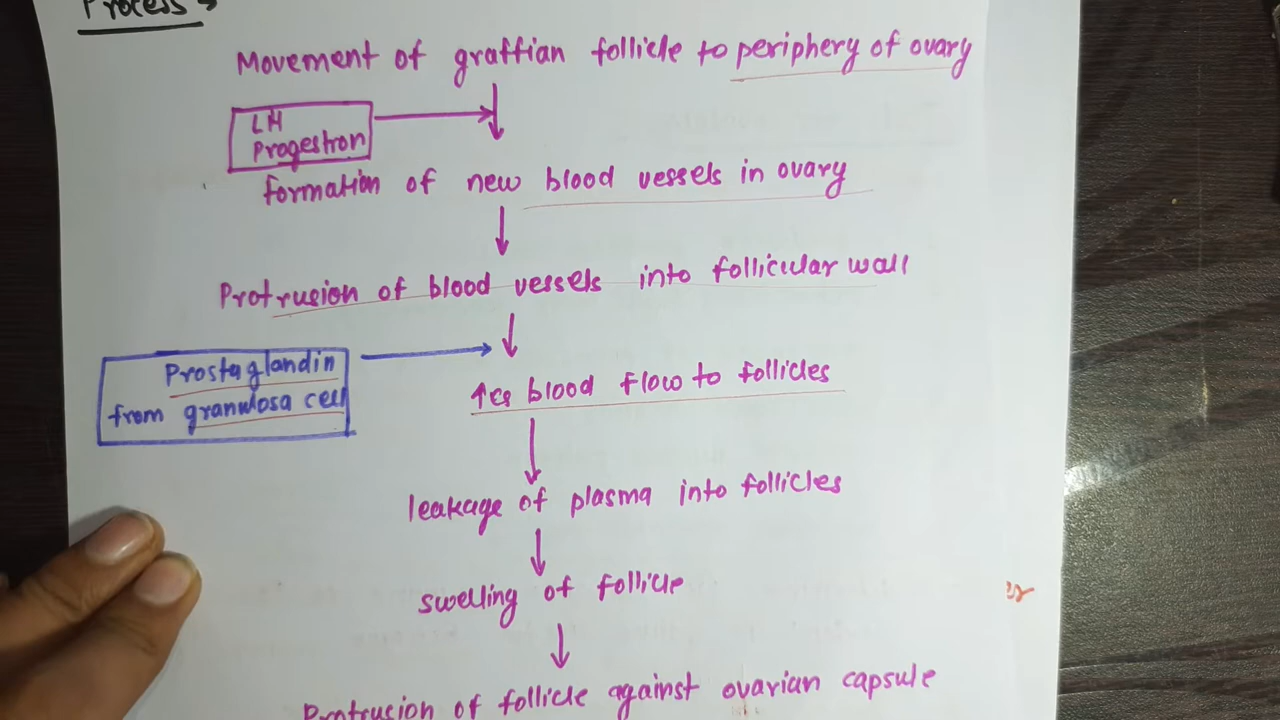 Process →
Movement of graffian follicle to periphery of ovary
LH
Progestron
formation of new blood vessels in ovary
Protrusion of blood vessels into follicular wall
Prostaglandin
from granulosa cell
↑es blood flow to follicles
leakage of plasma into follicles
swelling of follicle
Protrusion of follicle against ovarian capsule